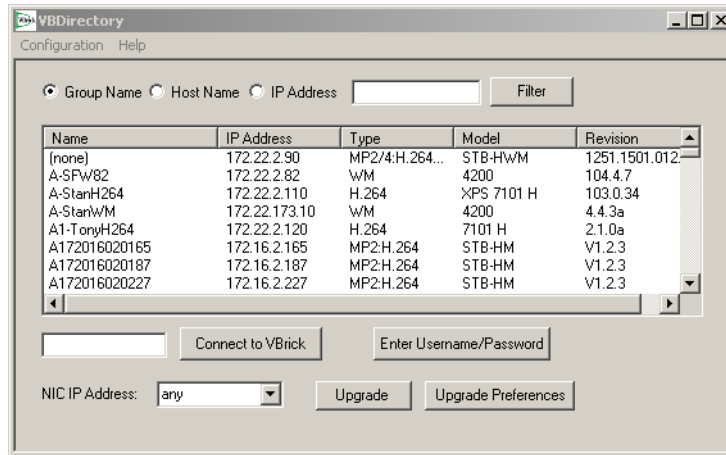 VBDirectory
Configuration Help
Group Name Host Name IP Address Filter
Name IP Address Type Model Revision
(none) 172.22.2.90 MP2/4:H.264... STB-HWM 1251.1501.012.
A-SFW82 172.22.2.82 WM 4200 104.4.7
A-StanH264 172.22.2.110 H.264 XPS 7101 H 103.0.34
A-StanWM 172.22.173.10 WM 4200 4.4.3a
A1-TonyH264 172.22.2.120 H.264 7101 H 2.1.0a
A172016020165 172.16.2.165 MP2:H.264 STB-HM V1.2.3
A172016020187 172.16.2.187 MP2:H.264 STB-HM V1.2.3
A172016020227 172.16.2.227 MP2:H.264 STB-HM V1.2.3
Connect to VBrick Enter Username/Password
NIC IP Address: any Upgrade Upgrade Preferences